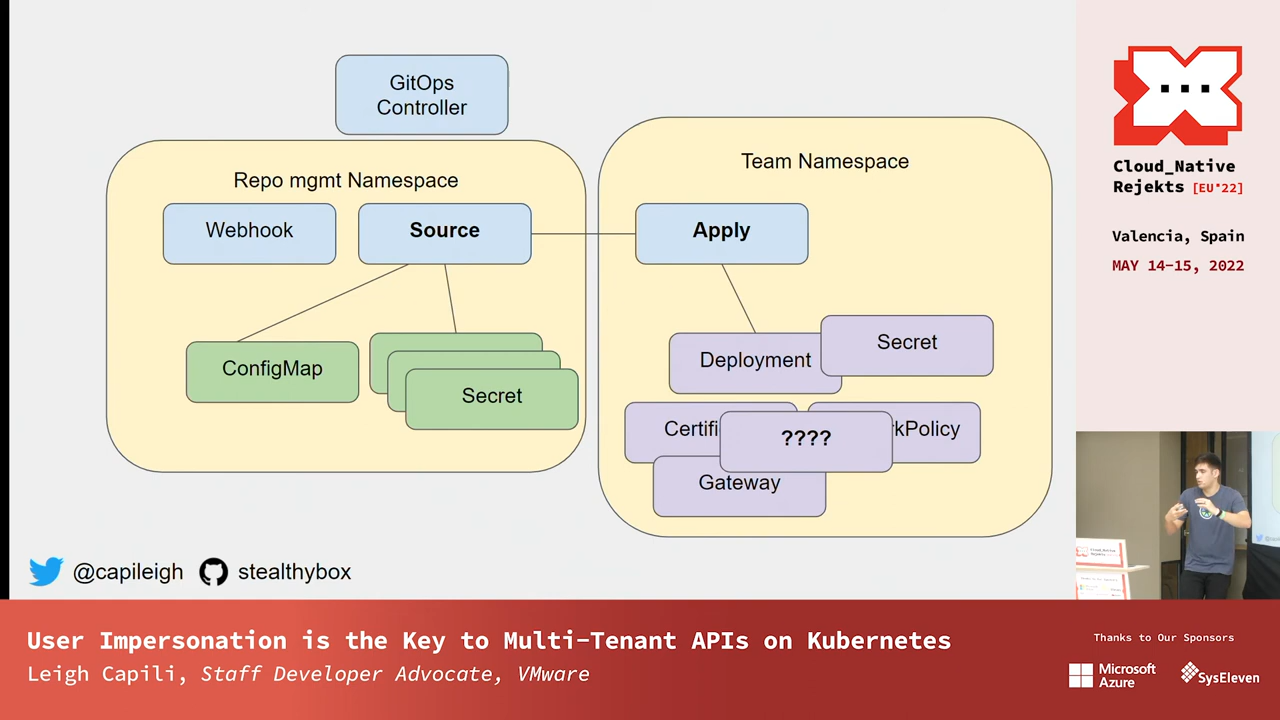 GitOps
Controller
Repo mgmt Namespace
Team Namespace
Webhook
Source
Apply
ConfigMap
Secret
Deployment
Secret
Certifi
????
rkPolicy
Gateway
@capileigh
stealthybox
Cloud_Native
Rejekts [EU*22]
Valencia, Spain
MAY 14-15, 2022
User Impersonation is the Key to Multi-Tenant APIs on Kubernetes
Leigh Capili, Staff Developer Advocate, VMware
Thanks to Our Sponsors
Microsoft
Azure
SysEleven